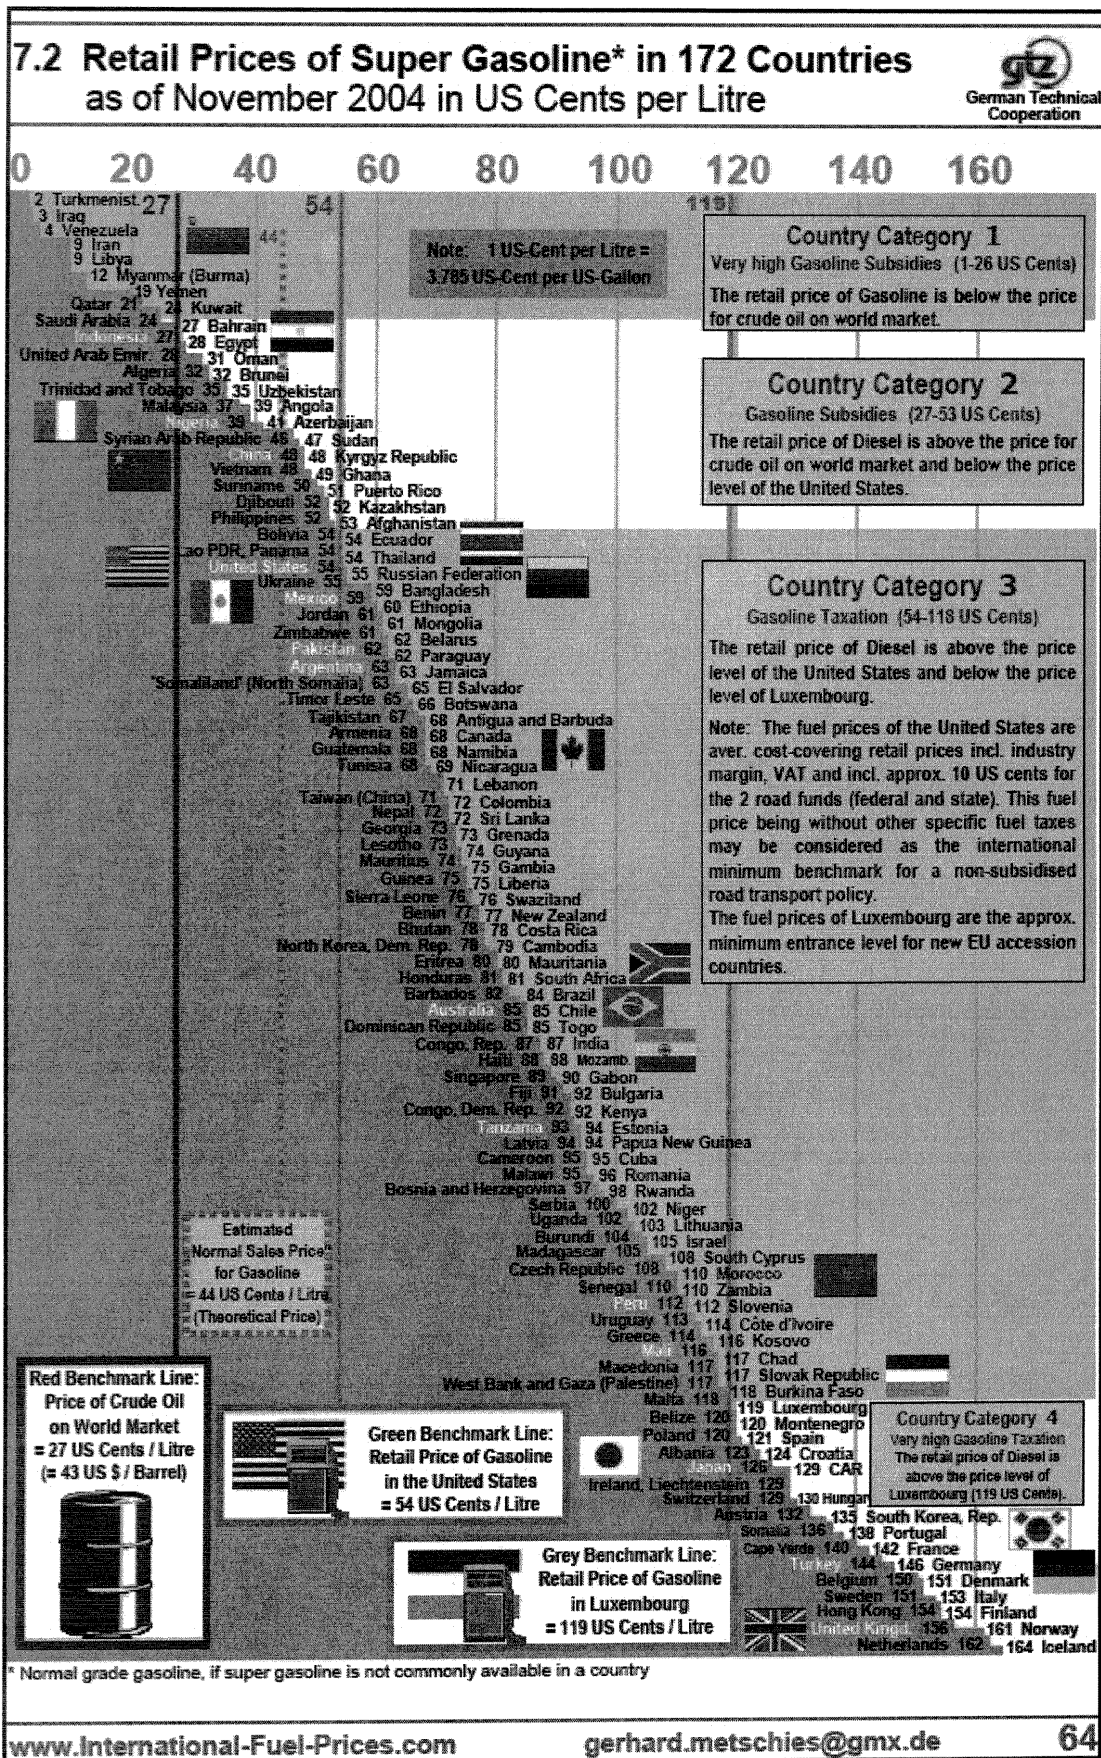 7.2 Retail Prices of Super Gasoline* in 172 Countries
as of November 2004 in US Cents per Litre
gtz
German Technical
Cooperation
0 20 40 60 80 100 120 140 160
27 54 119
44*
2 Turkmenist.
3 Iraq
4 Venezuela
9 Iran
9 Libya
12 Myanmar (Burma)
19 Yemen
Qatar 21
24 Kuwait
Saudi Arabia 24
27 Bahrain
Indonesia 27
28 Egypt
United Arab Emir. 28
31 Oman
Algeria 32
32 Brunei
Trinidad and Tobago 35
35 Uzbekistan
Malaysia 37
39 Angola
Nigeria 39
41 Azerbaijan
Syrian Arab Republic 46
47 Sudan
China 48
48 Kyrgyz Republic
Vietnam 48
49 Ghana
Suriname 50
51 Puerto Rico
Djibouti 52
52 Kazakhstan
Philippines 52
53 Afghanistan
Bolivia 54
54 Ecuador
Lao PDR, Panama 54
54 Thailand
United States 54
55 Russian Federation
Ukraine 55
59 Bangladesh
Mexico 59
60 Ethiopia
Jordan 61
61 Mongolia
Zimbabwe 61
62 Belarus
Pakistan 62
62 Paraguay
Argentina 63
63 Jamaica
"Somaliland" (North Somalia) 63
65 El Salvador
Timor Leste 65
66 Botswana
Tajikistan 67
68 Antigua and Barbuda
Armenia 68
68 Canada
Guatemala 68
68 Namibia
Tunisia 68
69 Nicaragua
71 Lebanon
Taiwan (China) 71
72 Colombia
Nepal 72
72 Sri Lanka
Georgia 73
73 Grenada
Lesotho 73
74 Guyana
Mauritius 74
75 Gambia
Guinea 75
75 Liberia
Sierra Leone 76
76 Swaziland
Benin 77
77 New Zealand
Bhutan 78
78 Costa Rica
North Korea, Dem. Rep. 78
79 Cambodia
Eritrea 80
80 Mauritania
Honduras 81
81 South Africa
Barbados 82
84 Brazil
Australia 85
85 Chile
Dominican Republic 85
85 Togo
Congo, Rep. 87
87 India
Haiti 88
88 Mozamb.
Singapore 89
90 Gabon
Fiji 91
92 Bulgaria
Congo, Dem. Rep. 92
92 Kenya
Tanzania 93
94 Estonia
Latvia 94
94 Papua New Guinea
Cameroon 95
95 Cuba
Malawi 95
96 Romania
Bosnia and Herzegovina 97
98 Rwanda
Serbia 100
102 Niger
Uganda 102
103 Lithuania
Burundi 104
105 Israel
Madagascar 105
108 South Cyprus
Czech Republic 108
110 Morocco
Senegal 110
110 Zambia
Peru 112
112 Slovenia
Uruguay 113
114 Côte d'Ivoire
Greece 114
116 Kosovo
Mali 116
117 Chad
Macedonia 117
117 Slovak Republic
West Bank and Gaza (Palestine) 117
118 Burkina Faso
Malta 118
119 Luxembourg
Belize 120
120 Montenegro
Poland 120
121 Spain
Albania 123
124 Croatia
Japan 126
129 CAR
Ireland, Liechtenstein 129
Switzerland 129
130 Hungar
Austria 132
135 South Korea, Rep.
Somalia 136
138 Portugal
Cape Verde 140
142 France
Turkey 144
146 Germany
Belgium 150
151 Denmark
Sweden 151
153 Italy
Hong Kong 154
154 Finland
United Kingd. 156
161 Norway
Netherlands 162
164 Iceland
Note: 1 US-Cent per Litre =
3.785 US-Cent per US-Gallon
Country Category 1
Very high Gasoline Subsidies (1-26 US Cents)
The retail price of Gasoline is below the price
for crude oil on world market.
Country Category 2
Gasoline Subsidies (27-53 US Cents)
The retail price of Diesel is above the price for
crude oil on world market and below the price
level of the United States.
Country Category 3
Gasoline Taxation (54-118 US Cents)
The retail price of Diesel is above the price
level of the United States and below the price
level of Luxembourg.
Note: The fuel prices of the United States are
aver. cost-covering retail prices incl. industry
margin, VAT and incl. approx. 10 US cents for
the 2 road funds (federal and state). This fuel
price being without other specific fuel taxes
may be considered as the international
minimum benchmark for a non-subsidised
road transport policy.
The fuel prices of Luxembourg are the approx.
minimum entrance level for new EU accession
countries.
Country Category 4
Very high Gasoline Taxation
The retail price of Diesel is
above the price level of
Luxembourg (119 US Cents).
Estimated
Normal Sales Price*
for Gasoline
= 44 US Cents / Litre
(Theoretical Price)
Red Benchmark Line:
Price of Crude Oil
on World Market
= 27 US Cents / Litre
(= 43 US $ / Barrel)
Green Benchmark Line:
Retail Price of Gasoline
in the United States
= 54 US Cents / Litre
Grey Benchmark Line:
Retail Price of Gasoline
in Luxembourg
= 119 US Cents / Litre
* Normal grade gasoline, if super gasoline is not commonly available in a country
www.International-Fuel-Prices.com gerhard.metschies@gmx.de 64